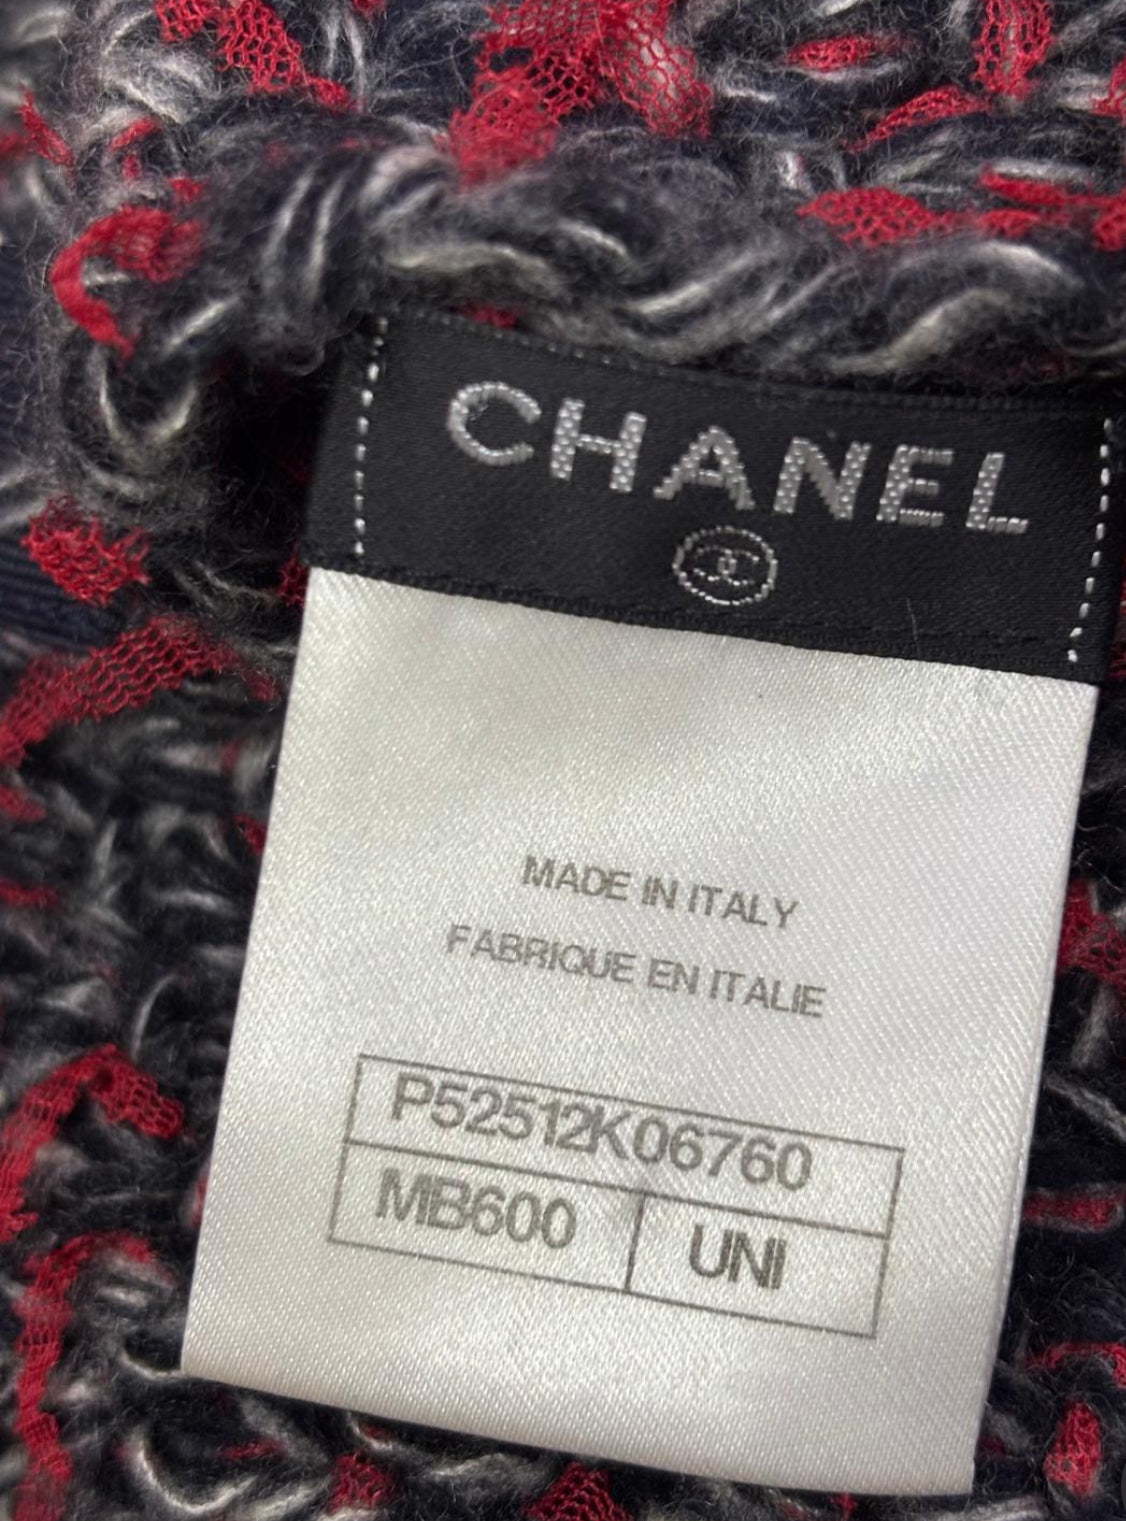 CHANEL
MADE IN ITALY
FABRIQUE EN ITALIE
P52512K06760
MB600 UNI